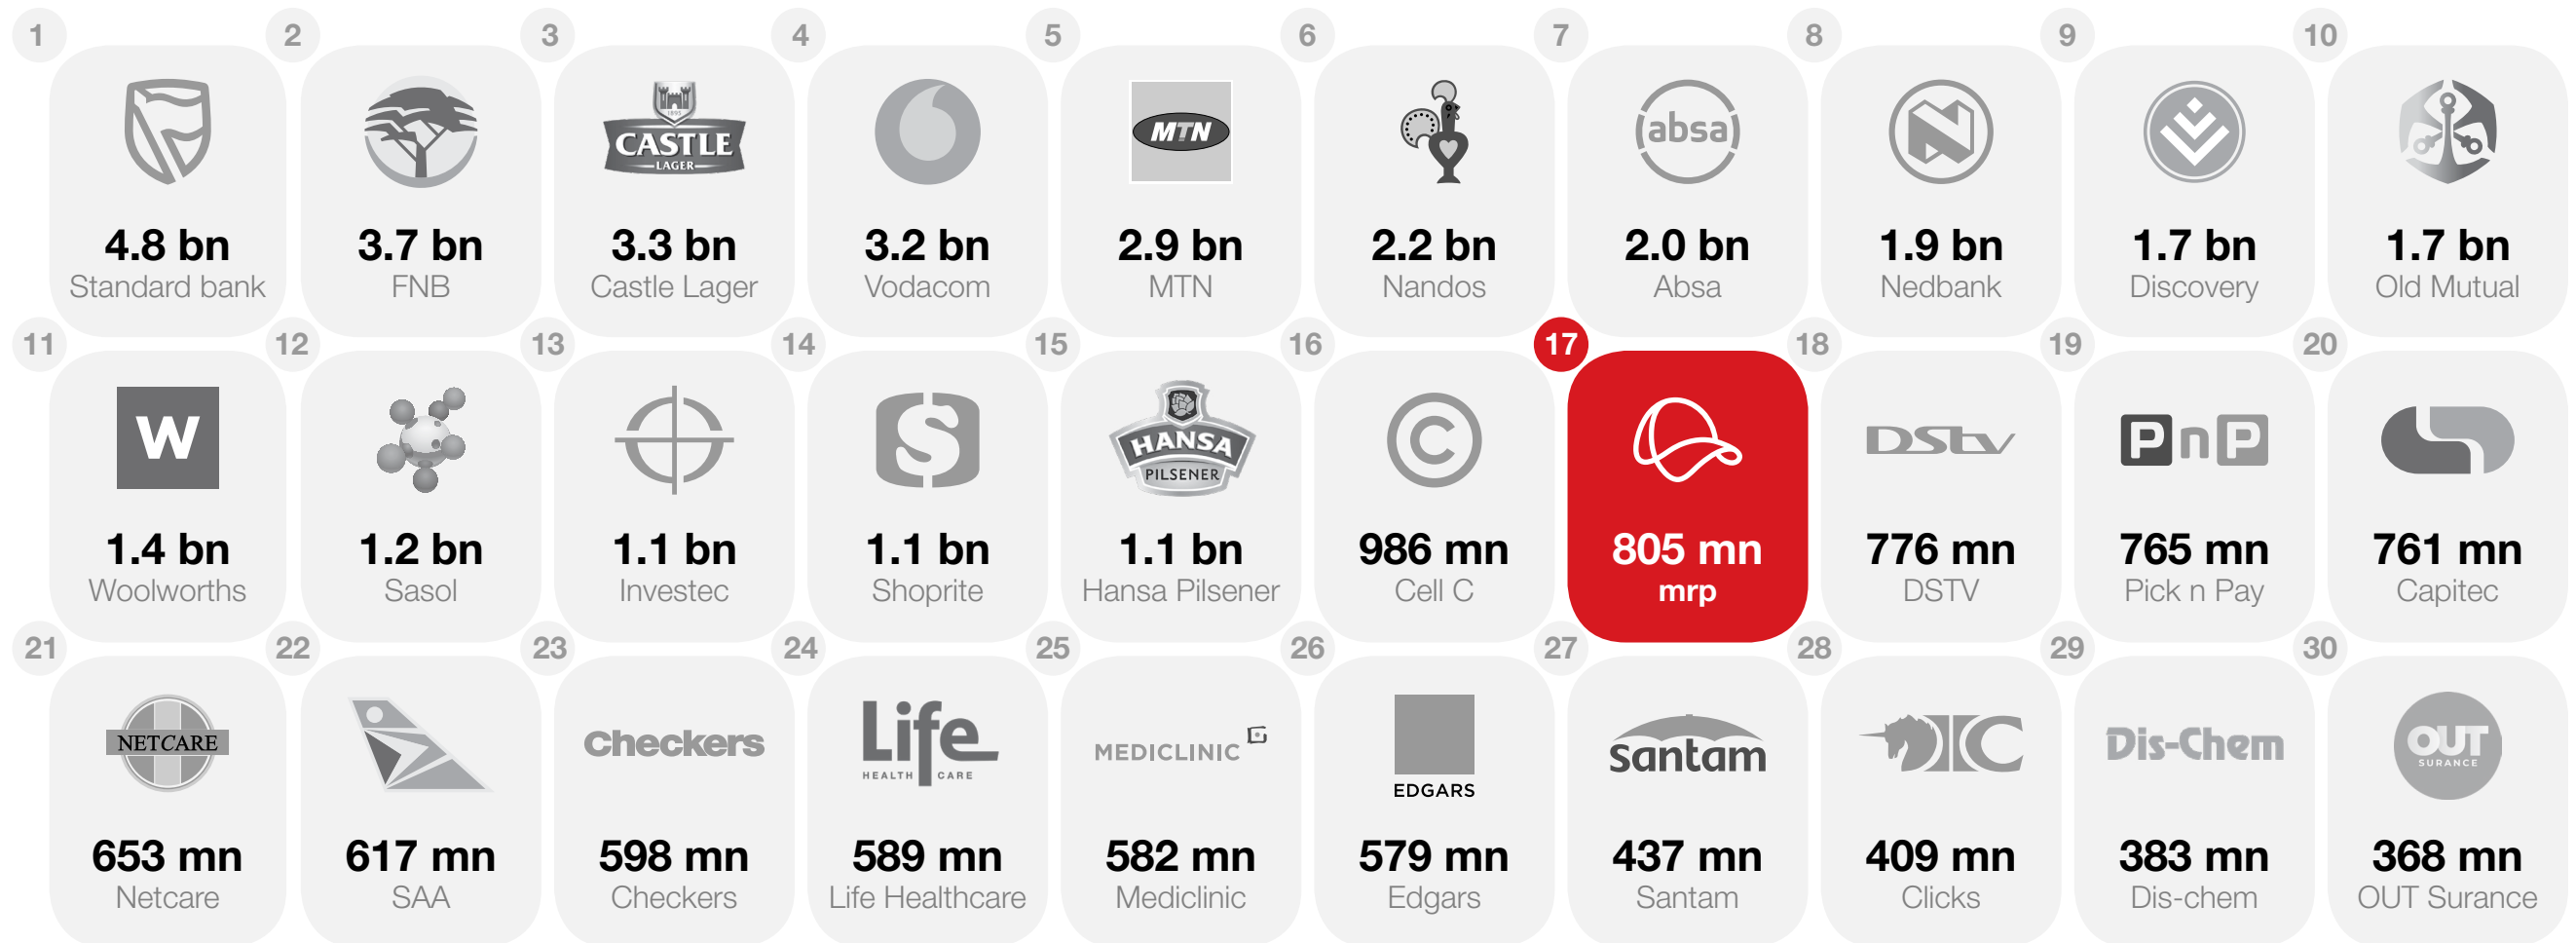 1 2 3 4 5 6 7 8 9 10
1895
CASTLE
LAGER
MTN
absa
4.8 bn 3.7 bn 3.3 bn 3.2 bn 2.9 bn 2.2 bn 2.0 bn 1.9 bn 1.7 bn 1.7 bn
Standard bank FNB Castle Lager Vodacom MTN Nandos Absa Nedbank Discovery Old Mutual
11 12 13 14 15 16 17 18 19 20
W
S
HANSA
PILSENER
C
DStv
PnP
1.4 bn 1.2 bn 1.1 bn 1.1 bn 1.1 bn 986 mn 805 mn 776 mn 765 mn 761 mn
Woolworths Sasol Investec Shoprite Hansa Pilsener Cell C mrp DSTV Pick n Pay Capitec
21 22 23 24 25 26 27 28 29 30
NETCARE
Checkers
Life
HEALTH CARE
MEDICLINIC
EDGARS
santam
C
Dis-Chem
OUT
SURANCE
653 mn 617 mn 598 mn 589 mn 582 mn 579 mn 437 mn 409 mn 383 mn 368 mn
Netcare SAA Checkers Life Healthcare Mediclinic Edgars Santam Clicks Dis-chem OUT Surance